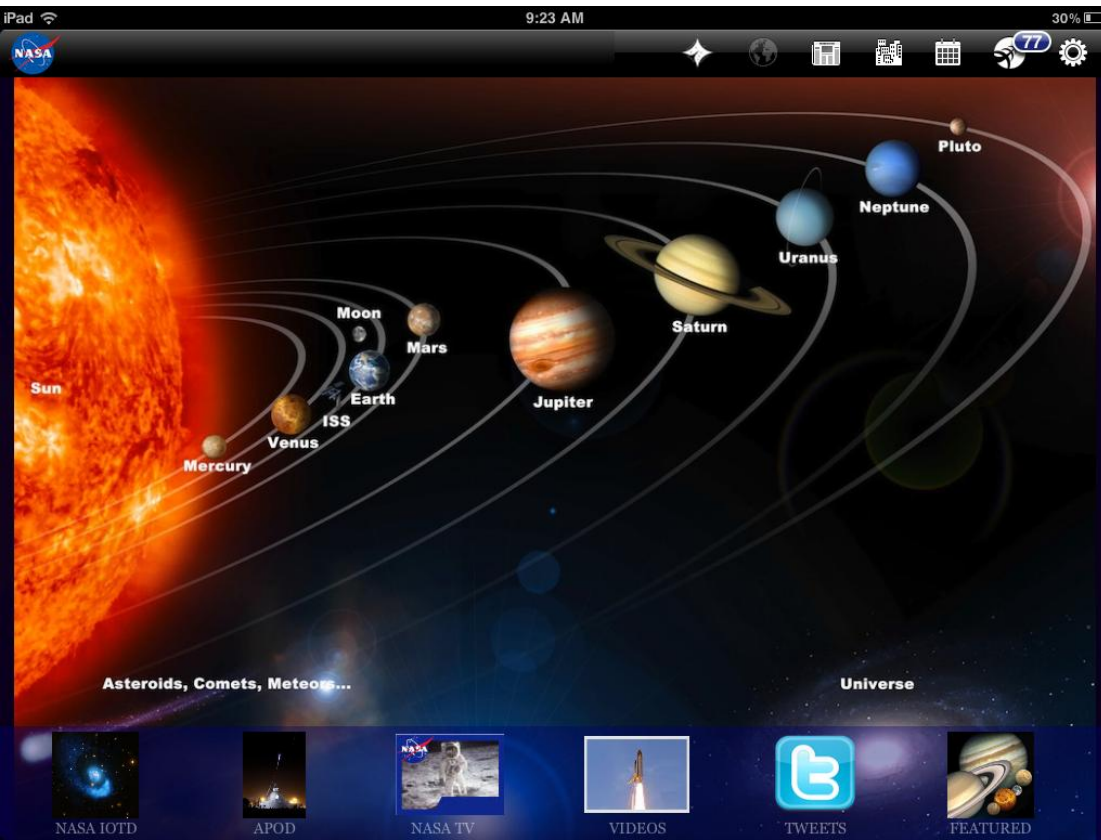 iPad 9:23 AM 30%
NASA 77
Pluto
Neptune
Uranus
Moon
Saturn
Mars
Sun
Earth
Jupiter
ISS
Venus
Mercury
Asteroids, Comets, Meteors...
Universe
NASA
NASA IOTD APOD NASA TV VIDEOS TWEETS FEATURED